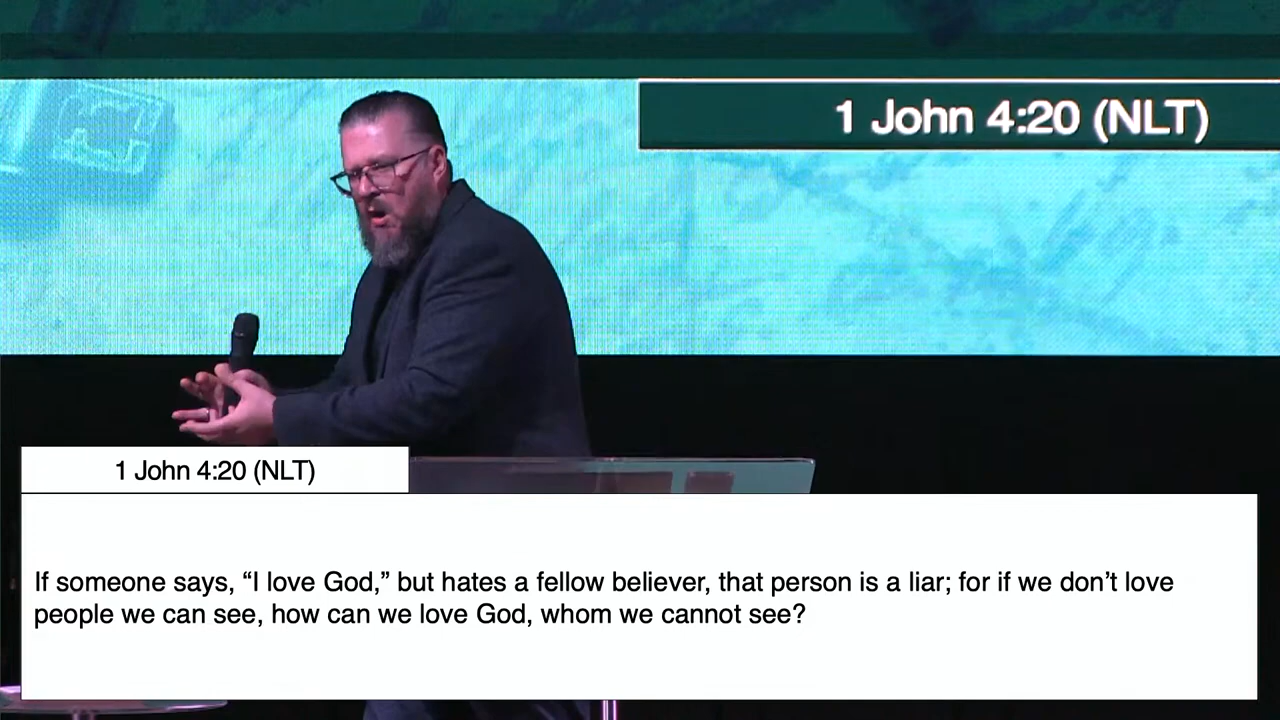 1 John 4:20 (NLT)
1 John 4:20 (NLT)
If someone says, “I love God,” but hates a fellow believer, that person is a liar; for if we don’t love
people we can see, how can we love God, whom we cannot see?